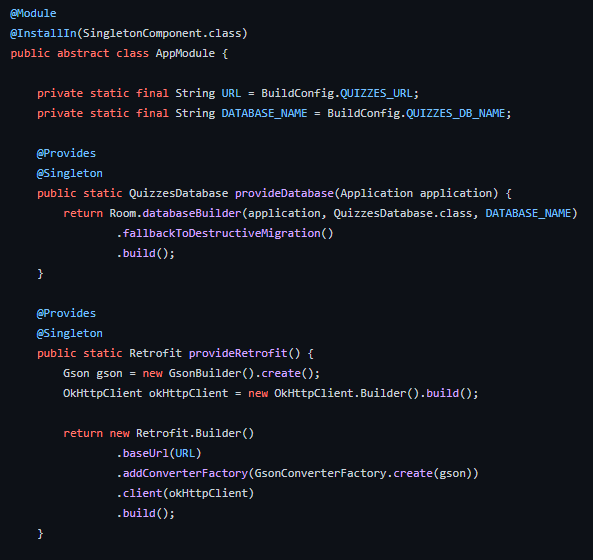 @Module
@InstallIn(SingletonComponent.class)
public abstract class AppModule {
private static final String URL = BuildConfig.QUIZZES_URL;
private static final String DATABASE_NAME = BuildConfig.QUIZZES_DB_NAME;
@Provides
@Singleton
public static QuizzesDatabase provideDatabase(Application application) {
return Room.databaseBuilder(application, QuizzesDatabase.class, DATABASE_NAME)
.fallbackToDestructiveMigration()
.build();
}
@Provides
@Singleton
public static Retrofit provideRetrofit() {
Gson gson = new GsonBuilder().create();
OkHttpClient okHttpClient = new OkHttpClient.Builder().build();
return new Retrofit.Builder()
.baseUrl(URL)
.addConverterFactory(GsonConverterFactory.create(gson))
.client(okHttpClient)
.build();
}